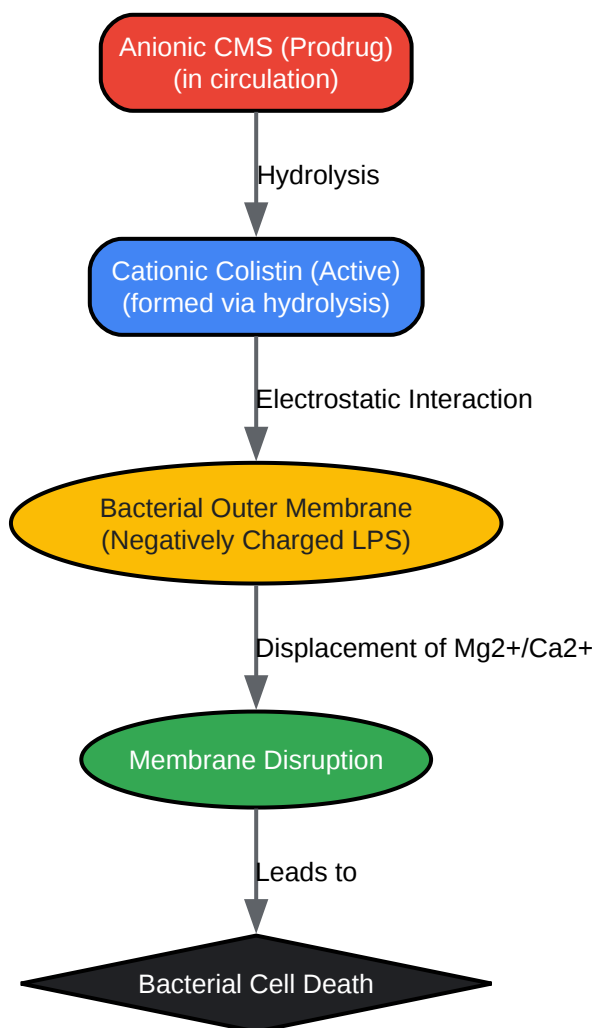 Anionic CMS (Prodrug)
(in circulation)
Hydrolysis
Cationic Colistin (Active)
(formed via hydrolysis)
Electrostatic Interaction
Bacterial Outer Membrane
(Negatively Charged LPS)
Displacement of Mg2+/Ca2+
Membrane Disruption
Leads to
Bacterial Cell Death